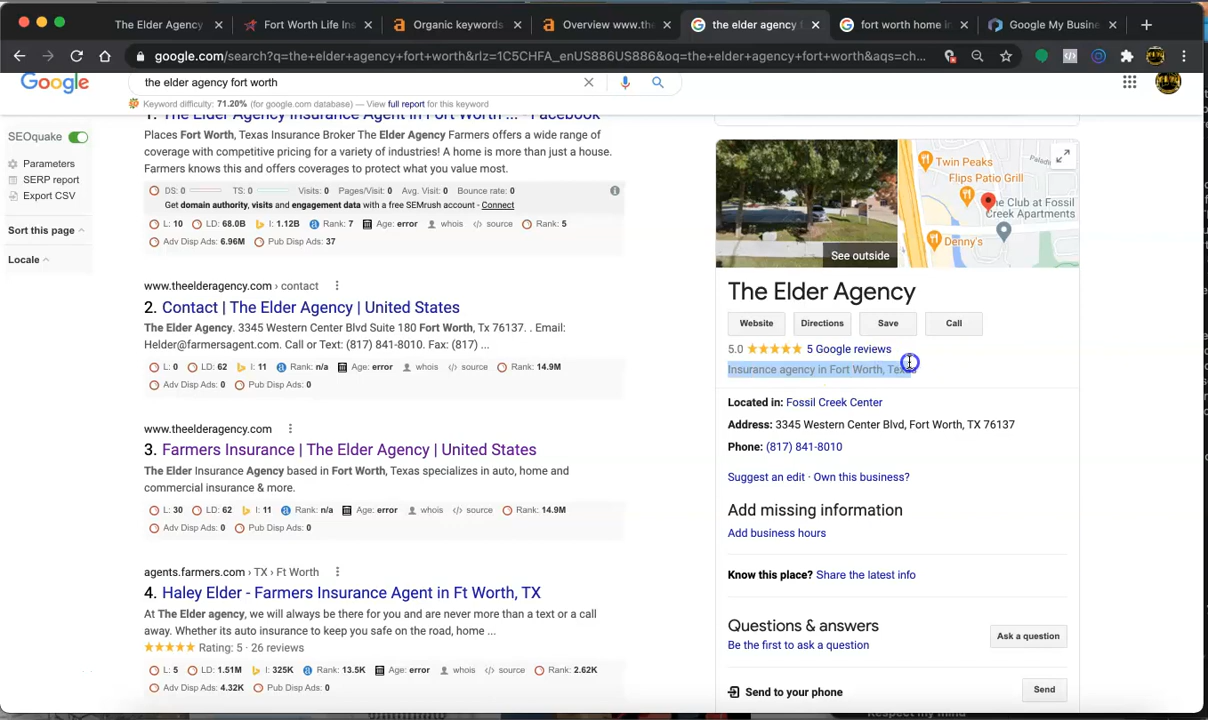 The Elder Agency
Fort Worth Life Ins
Organic keywords
Overview www.the
the elder agency f
fort worth home in
Google My Busine
google.com/search?q=the+elder+agency+fort+worth&rlz=1C5CHFA_enUS886US886&oq=the+elder+agency+fort+worth&aqs=ch...
Google
the elder agency fort worth
Keyword difficulty: 71.20% (for google.com database) — View full report for this keyword
SEOquake
Parameters
SERP report
Export CSV
Sort this page
Locale
1. The Elder Agency Insurance Agent in Fort Worth ... - Facebook
Places Fort Worth, Texas Insurance Broker The Elder Agency Farmers offers a wide range of
coverage with competitive pricing for a variety of industries! A home is more than just a house.
Farmers knows this and offers coverages to protect what you value most.
DS: 0 TS: 0 Visits: 0 Pages/Visit: 0 Avg. Visit: 0 Bounce rate: 0
Get domain authority, visits and engagement data with a free SEMrush account - Connect
L: 10 LD: 68.0B I: 1.12B Rank: 7 Age: error whois source Rank: 5
Adv Disp Ads: 6.96M Pub Disp Ads: 37
www.theelderagency.com › contact
2. Contact | The Elder Agency | United States
The Elder Agency. 3345 Western Center Blvd Suite 180 Fort Worth, Tx 76137. . Email:
Helder@farmersagent.com. Call or Text: (817) 841-8010. Fax: (817) ...
L: 0 LD: 62 I: 11 Rank: n/a Age: error whois source Rank: 14.9M
Adv Disp Ads: 0 Pub Disp Ads: 0
www.theelderagency.com
3. Farmers Insurance | The Elder Agency | United States
The Elder Insurance Agency based in Fort Worth, Texas specializes in auto, home and
commercial insurance & more.
L: 30 LD: 62 I: 11 Rank: n/a Age: error whois source Rank: 14.9M
Adv Disp Ads: 0 Pub Disp Ads: 0
agents.farmers.com › TX › Ft Worth
4. Haley Elder - Farmers Insurance Agent in Ft Worth, TX
At The Elder agency, we will always be there for you and are never more than a text or a call
away. Whether its auto insurance to keep you safe on the road, home ...
Rating: 5 · 26 reviews
L: 5 LD: 1.51M I: 325K Rank: 13.5K Age: error whois source Rank: 2.62K
Adv Disp Ads: 4.32K Pub Disp Ads: 0
See outside
Twin Peaks
Flips Patio Grill
The Club at Fossil
Creek Apartments
Denny's
The Elder Agency
Website
Directions
Save
Call
5.0 5 Google reviews
Insurance agency in Fort Worth, Texas
Located in: Fossil Creek Center
Address: 3345 Western Center Blvd, Fort Worth, TX 76137
Phone: (817) 841-8010
Suggest an edit · Own this business?
Add missing information
Add business hours
Know this place? Share the latest info
Questions & answers
Be the first to ask a question
Ask a question
Send to your phone
Send